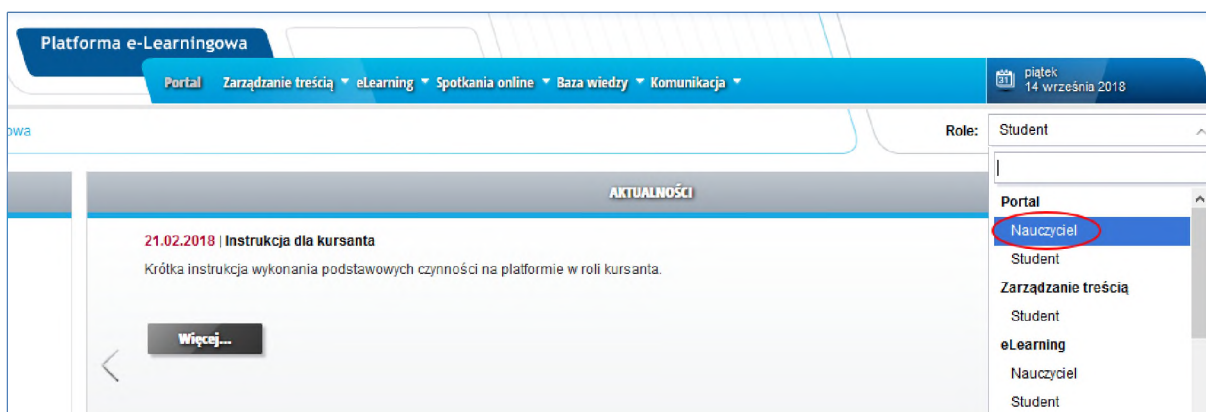 Platforma e-Learningowa
Portal Zarządzanie treścią eLearning Spotkania online Baza wiedzy Komunikacja
31 piątek
14 września 2018
owa
Role: Student
AKTUALNOŚCI
Portal
Nauczyciel
21.02.2018 | Instrukcja dla kursanta
Student
Krótka instrukcja wykonania podstawowych czynności na platformie w roli kursanta.
Zarządzanie treścią
Student
Więcej...
eLearning
Nauczyciel
Student